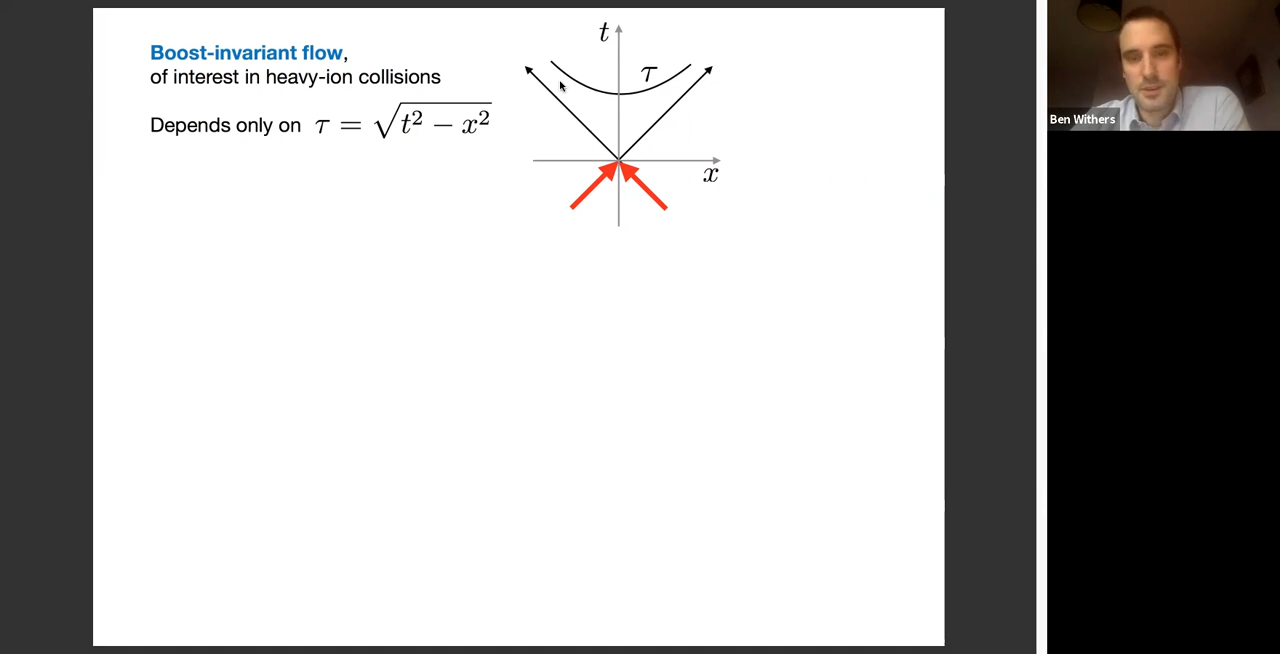 Boost-invariant flow,
of interest in heavy-ion collisions
Depends only on τ = √(t² − x²)
t
τ
x
Ben Withers